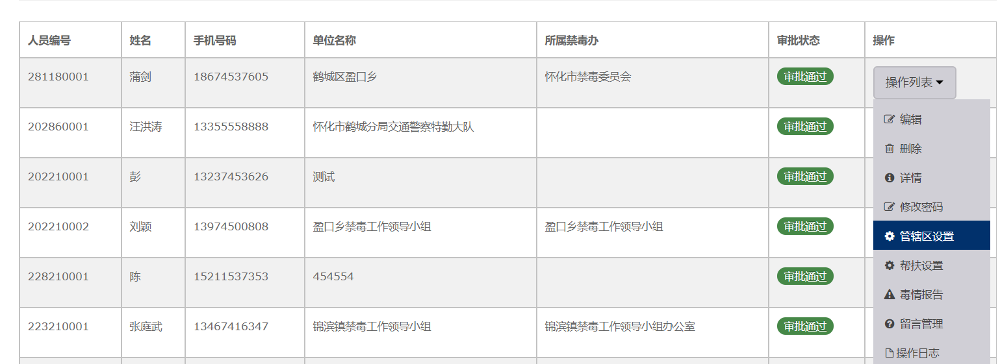 人员编号 姓名 手机号码 单位名称 所属禁毒办 审批状态 操作
281180001 蒲剑 18674537605 鹤城区盈口乡 怀化市禁毒委员会 审批通过 操作列表
202860001 汪洪涛 13355558888 怀化市鹤城分局交通警察特勤大队 审批通过
编辑
删除
202210001 彭 13237453626 测试 审批通过
详情
修改密码
202210002 刘颖 13974500808 盈口乡禁毒工作领导小组 盈口乡禁毒工作领导小组 审批通过
管辖区设置
帮扶设置
228210001 陈 15211537353 454554 审批通过
毒情报告
留言管理
223210001 张庭武 13467416347 锦滨镇禁毒工作领导小组 锦滨镇禁毒工作领导小组办公室 审批通过
操作日志